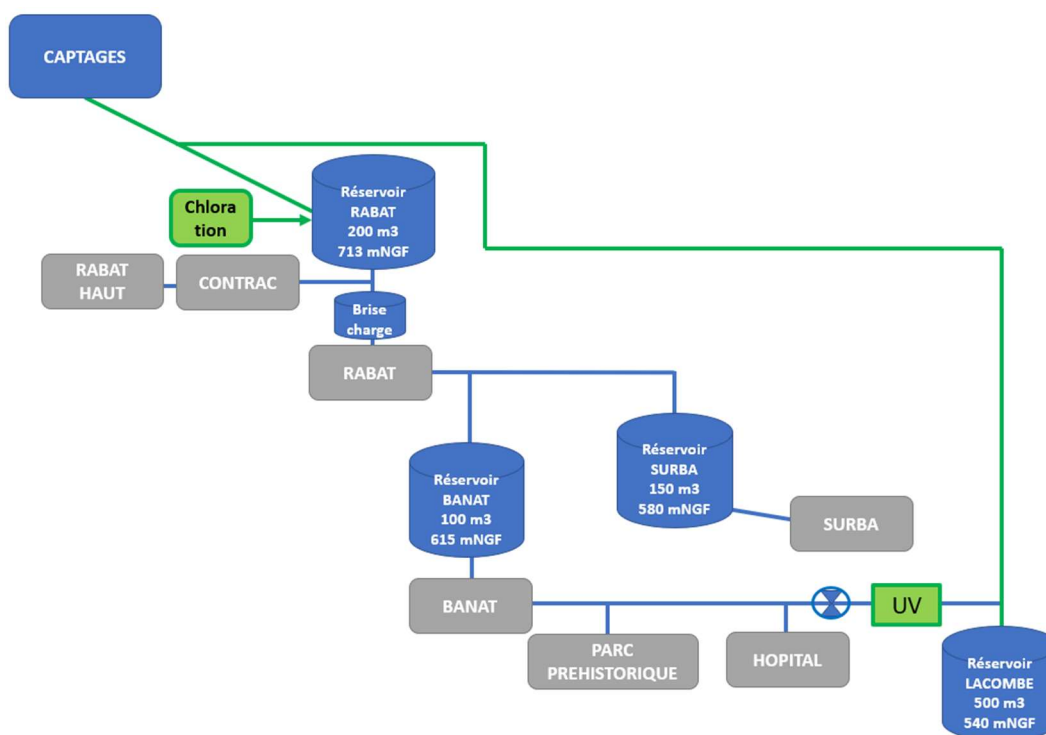 CAPTAGES
Réservoir
RABAT
200 m3
713 mNGF
Chlora
tion
RABAT
HAUT
CONTRAC
Brise
charge
RABAT
Réservoir
BANAT
100 m3
615 mNGF
Réservoir
SURBA
150 m3
580 mNGF
SURBA
BANAT
UV
PARC
PREHISTORIQUE
HOPITAL
Réservoir
LACOMBE
500 m3
540 mNGF